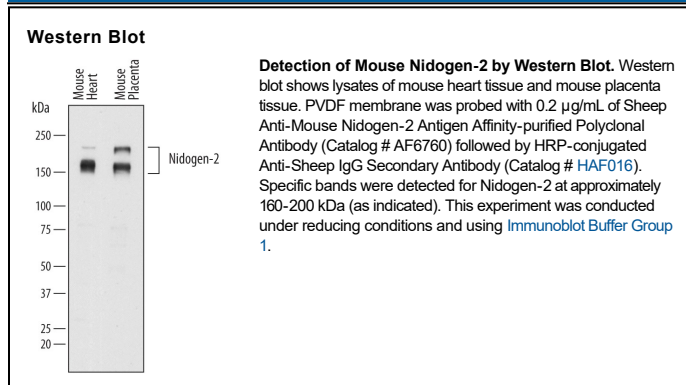 Western Blot
Mouse
Heart
Mouse
Placenta
kDa
250
150
100
75
50
37
25
20
Nidogen-2
Detection of Mouse Nidogen-2 by Western Blot. Western
blot shows lysates of mouse heart tissue and mouse placenta
tissue. PVDF membrane was probed with 0.2 µg/mL of Sheep
Anti-Mouse Nidogen-2 Antigen Affinity-purified Polyclonal
Antibody (Catalog # AF6760) followed by HRP-conjugated
Anti-Sheep IgG Secondary Antibody (Catalog # HAF016).
Specific bands were detected for Nidogen-2 at approximately
160-200 kDa (as indicated). This experiment was conducted
under reducing conditions and using Immunoblot Buffer Group
1.